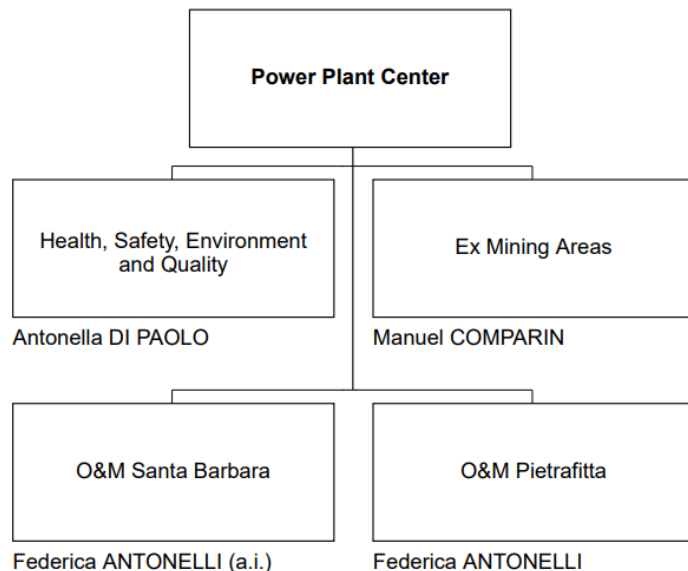 Power Plant Center
Health, Safety, Environment
and Quality
Ex Mining Areas
Antonella DI PAOLO
Manuel COMPARIN
O&M Santa Barbara
O&M Pietrafitta
Federica ANTONELLI (a.i.)
Federica ANTONELLI